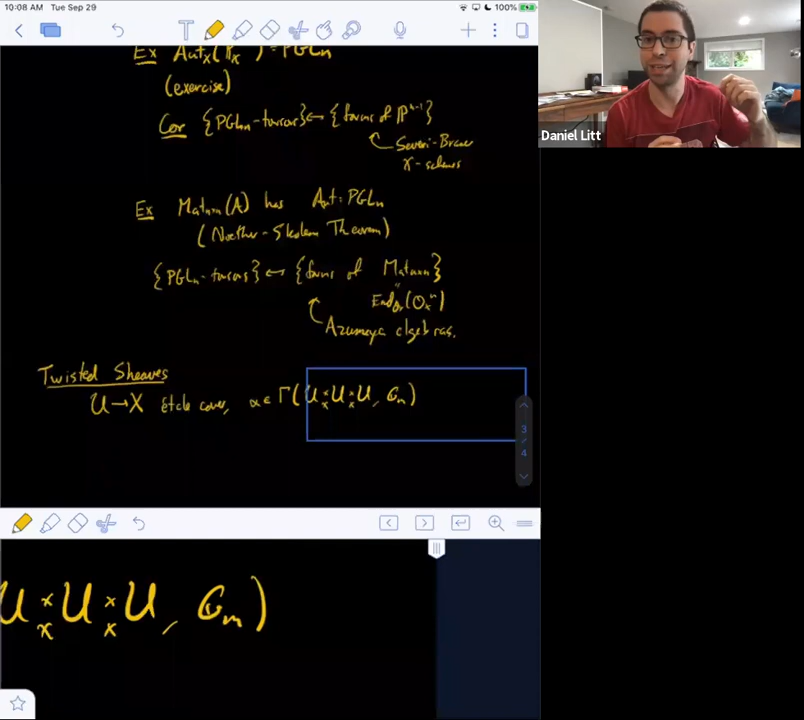 10:08 AM Tue Sep 29
100%
Ex Aut_X(P_X ) = PGL_n
(exercise)
Cor {PGL_n-torsors} ↔ {forms of P^{n-1}}
Severi-Brauer
X-schemes
Ex Mat_{n×n}(A) has Aut = PGL_n
(Noether-Skolem Theorem)
{PGL_n-torsors} ↔ {forms of Mat_{n×n}}
End_{O_X}(O_X^n)
Azumaya algebras.
Twisted Sheaves
U→X étale cover, α ∈ Γ(U ×_X U ×_X U, G_m)
3
/
4
U ×_X U ×_X U, G_m)
Daniel Litt